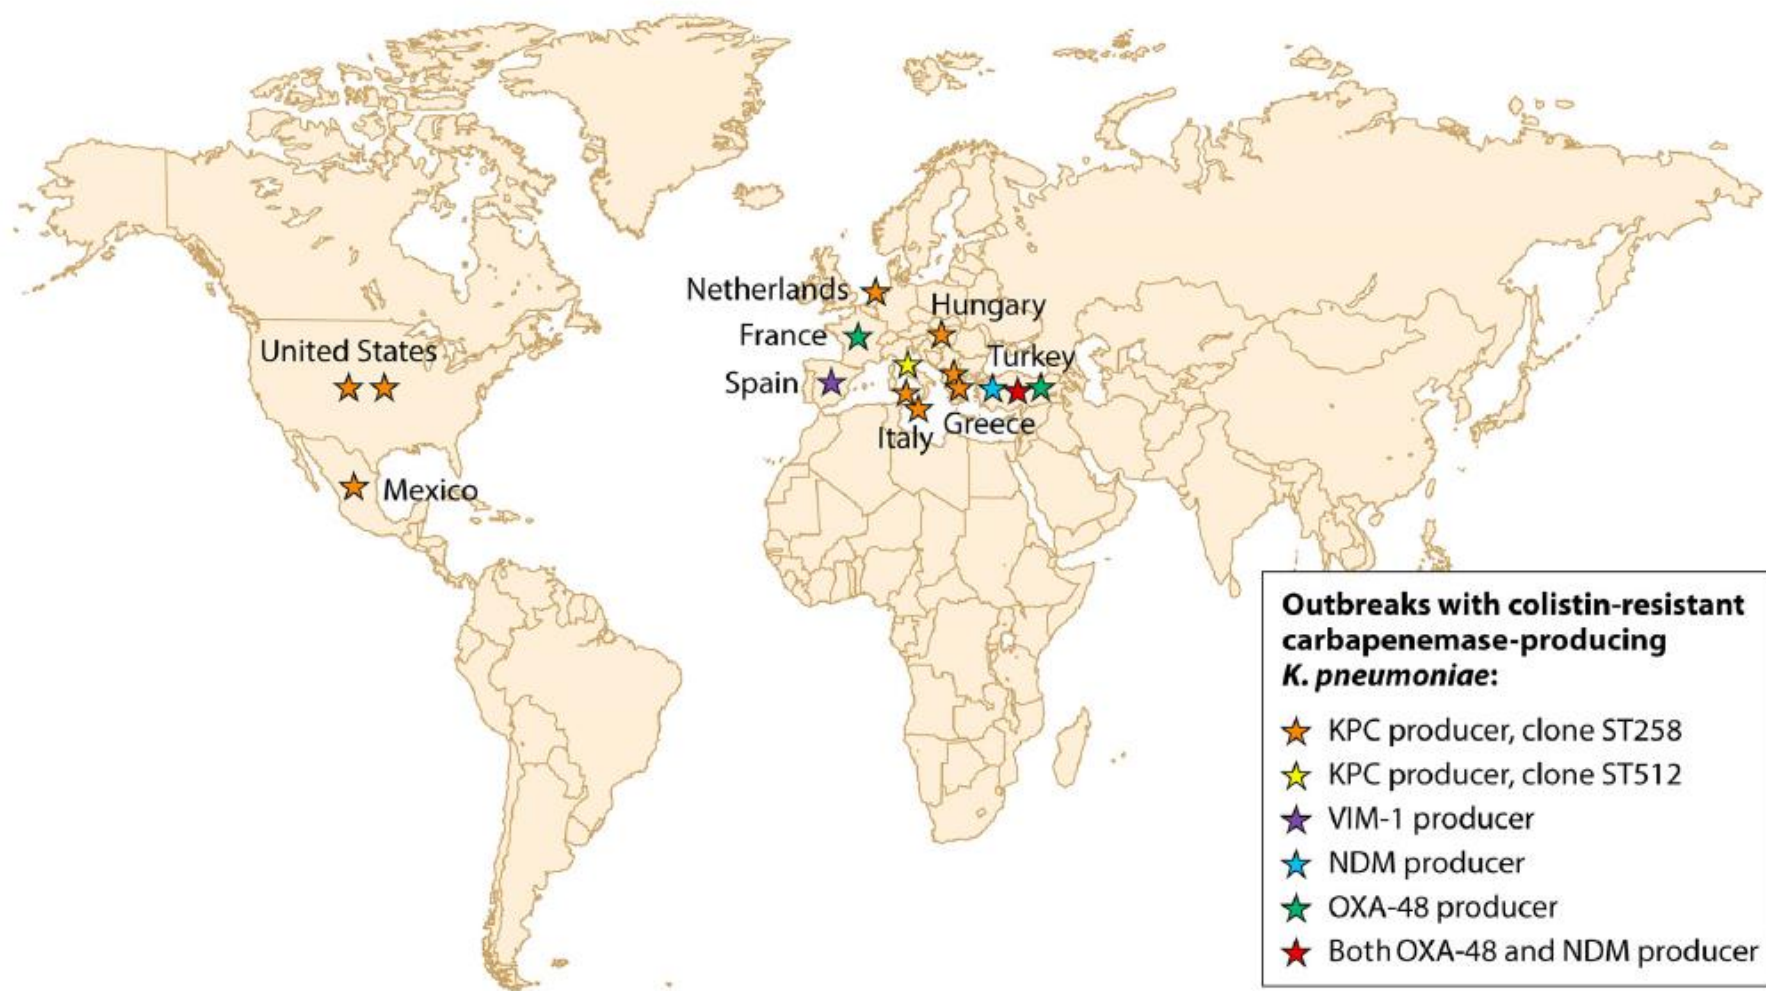 Netherlands
Hungary
France
United States
Turkey
Spain
Greece
Italy
Mexico
Outbreaks with colistin-resistant
carbapenemase-producing
K. pneumoniae:
KPC producer, clone ST258
KPC producer, clone ST512
VIM-1 producer
NDM producer
OXA-48 producer
Both OXA-48 and NDM producer